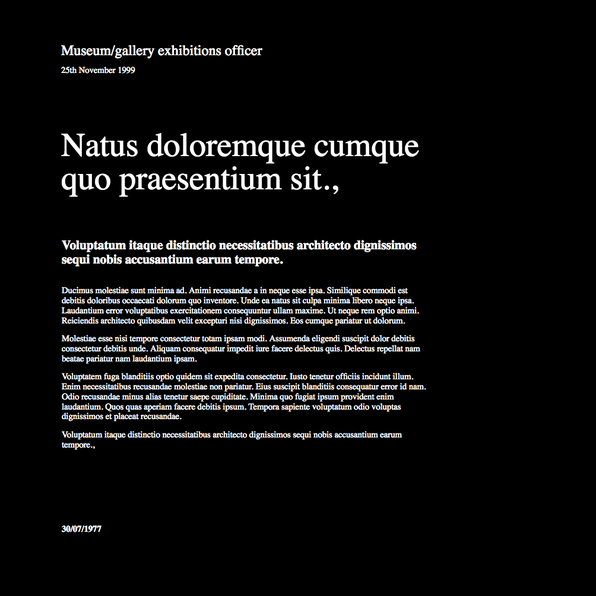 Museum/gallery exhibitions officer
25th November 1999
Natus doloremque cumque
quo praesentium sit.,
Voluptatum itaque distinctio necessitatibus architecto dignissimos
sequi nobis accusantium earum tempore.
Ducimus molestiae sunt minima ad. Animi recusandae a in neque esse ipsa. Similique commodi est
debitis doloribus occaecati dolorum quo inventore. Unde ea natus sit culpa minima libero neque ipsa.
Laudantium error voluptatibus exercitationem consequuntur ullam maxime. Ut neque rem optio animi.
Reiciendis architecto quibusdam velit excepturi nisi dignissimos. Eos cumque pariatur ut dolorum.
Molestiae esse nisi tempore consectetur totam ipsam modi. Assumenda eligendi suscipit dolor debitis
consectetur debitis unde. Aliquam consequatur impedit iure facere delectus quis. Delectus repellat nam
beatae pariatur nam laudantium ipsam.
Voluptatem fuga blanditiis optio quidem sit expedita consectetur. Iusto tenetur officiis incidunt illum.
Enim necessitatibus recusandae molestiae non pariatur. Eius suscipit blanditiis consequatur error id nam.
Odio recusandae minus alias tenetur saepe cupiditate. Minima quo fugiat ipsum provident enim
laudantium. Quos quas aperiam facere debitis ipsum. Tempora sapiente voluptatum odio voluptas
dignissimos et placeat recusandae.
Voluptatum itaque distinctio necessitatibus architecto dignissimos sequi nobis accusantium earum
tempore.,
30/07/1977